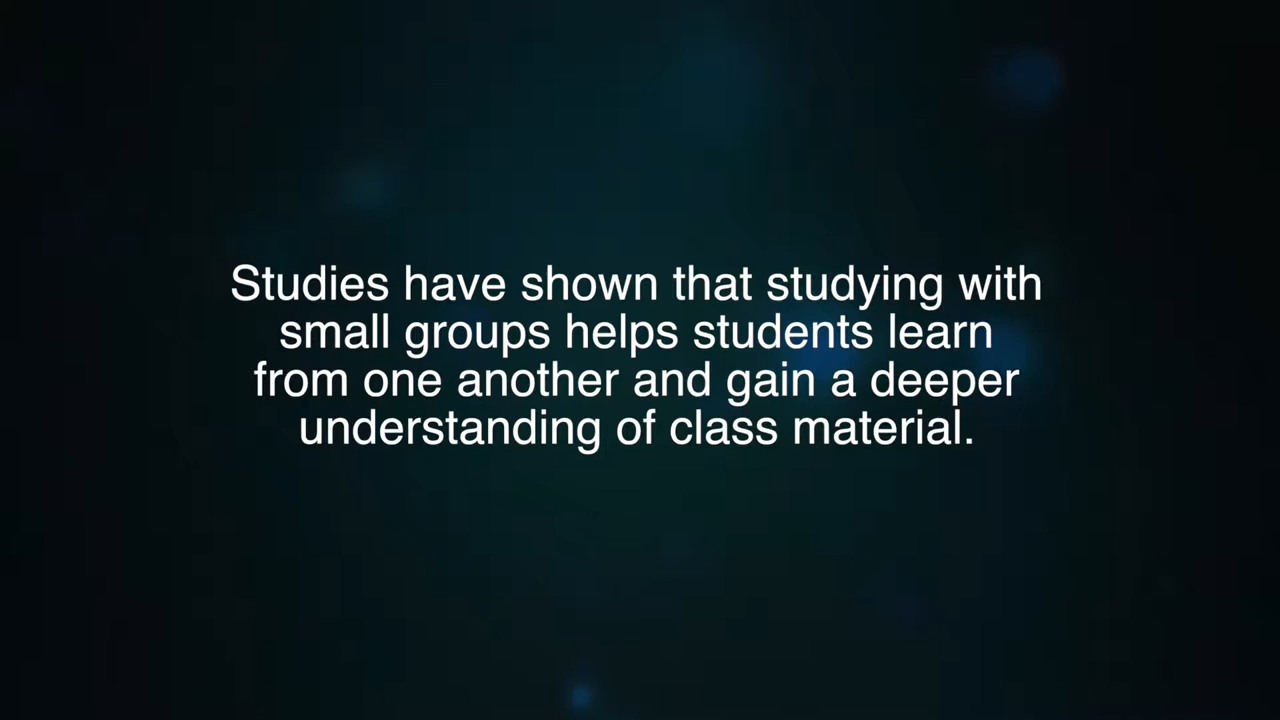 Studies have shown that studying with
small groups helps students learn
from one another and gain a deeper
understanding of class material.